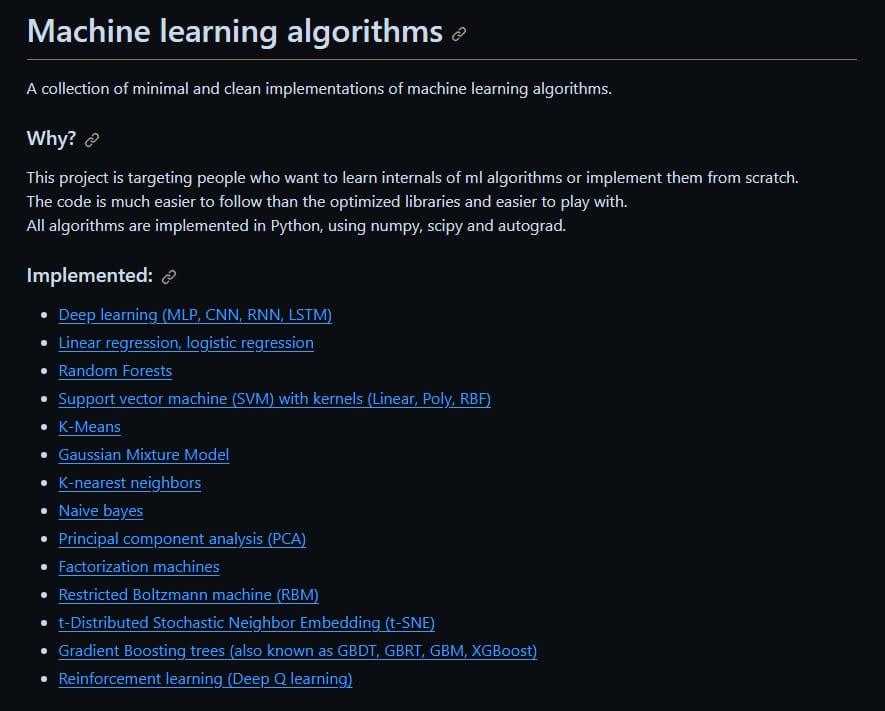 Machine learning algorithms
A collection of minimal and clean implementations of machine learning algorithms.
Why?
This project is targeting people who want to learn internals of ml algorithms or implement them from scratch.
The code is much easier to follow than the optimized libraries and easier to play with.
All algorithms are implemented in Python, using numpy, scipy and autograd.
Implemented:
Deep learning (MLP, CNN, RNN, LSTM)
Linear regression, logistic regression
Random Forests
Support vector machine (SVM) with kernels (Linear, Poly, RBF)
K-Means
Gaussian Mixture Model
K-nearest neighbors
Naive bayes
Principal component analysis (PCA)
Factorization machines
Restricted Boltzmann machine (RBM)
t-Distributed Stochastic Neighbor Embedding (t-SNE)
Gradient Boosting trees (also known as GBDT, GBRT, GBM, XGBoost)
Reinforcement learning (Deep Q learning)